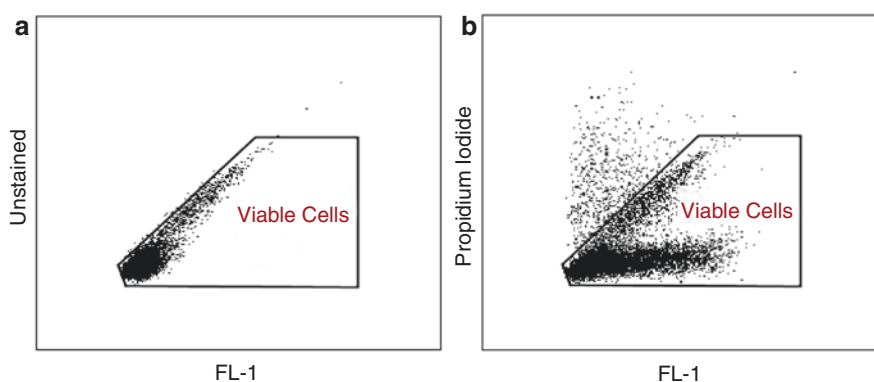 a
Unstained
Viable Cells
FL-1
b
Propidium Iodide
Viable Cells
FL-1